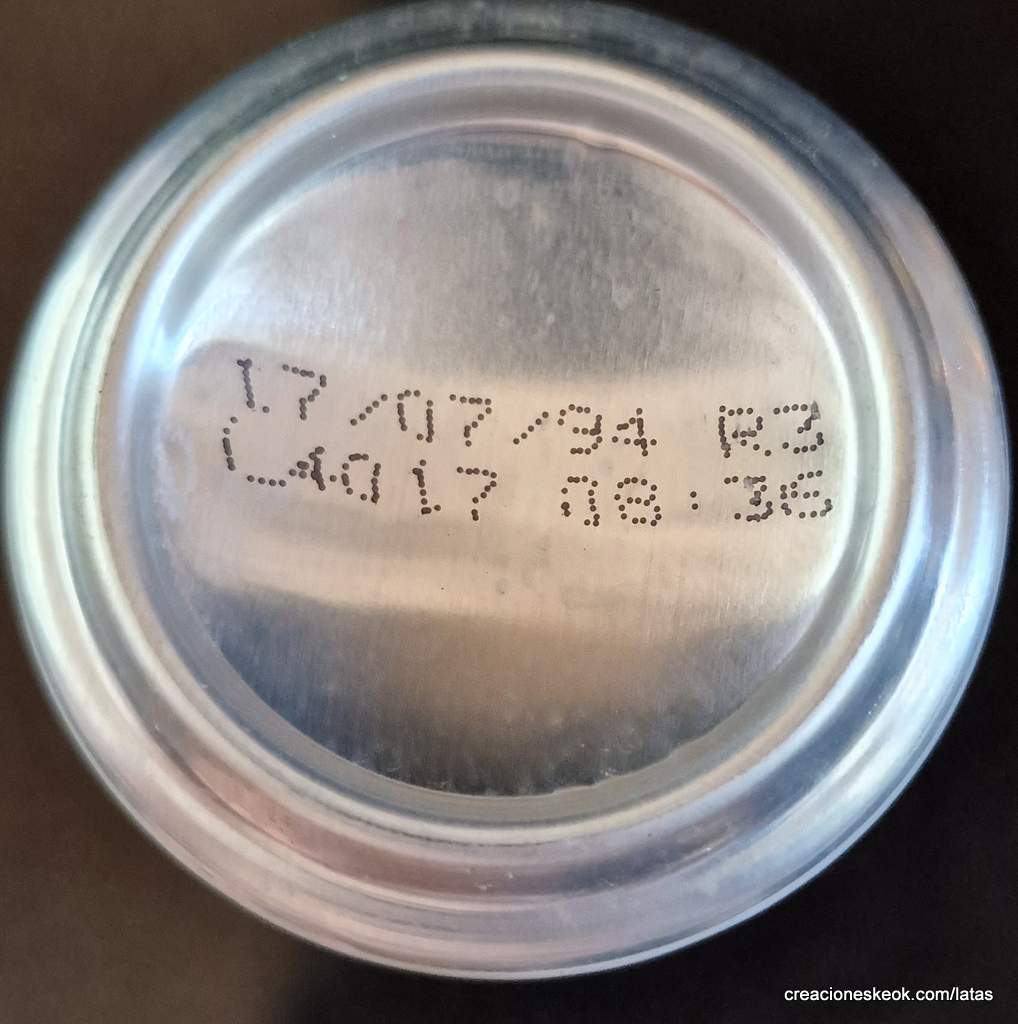 17/07/94 R3
L4017 08:36
creacioneskeok.com/latas